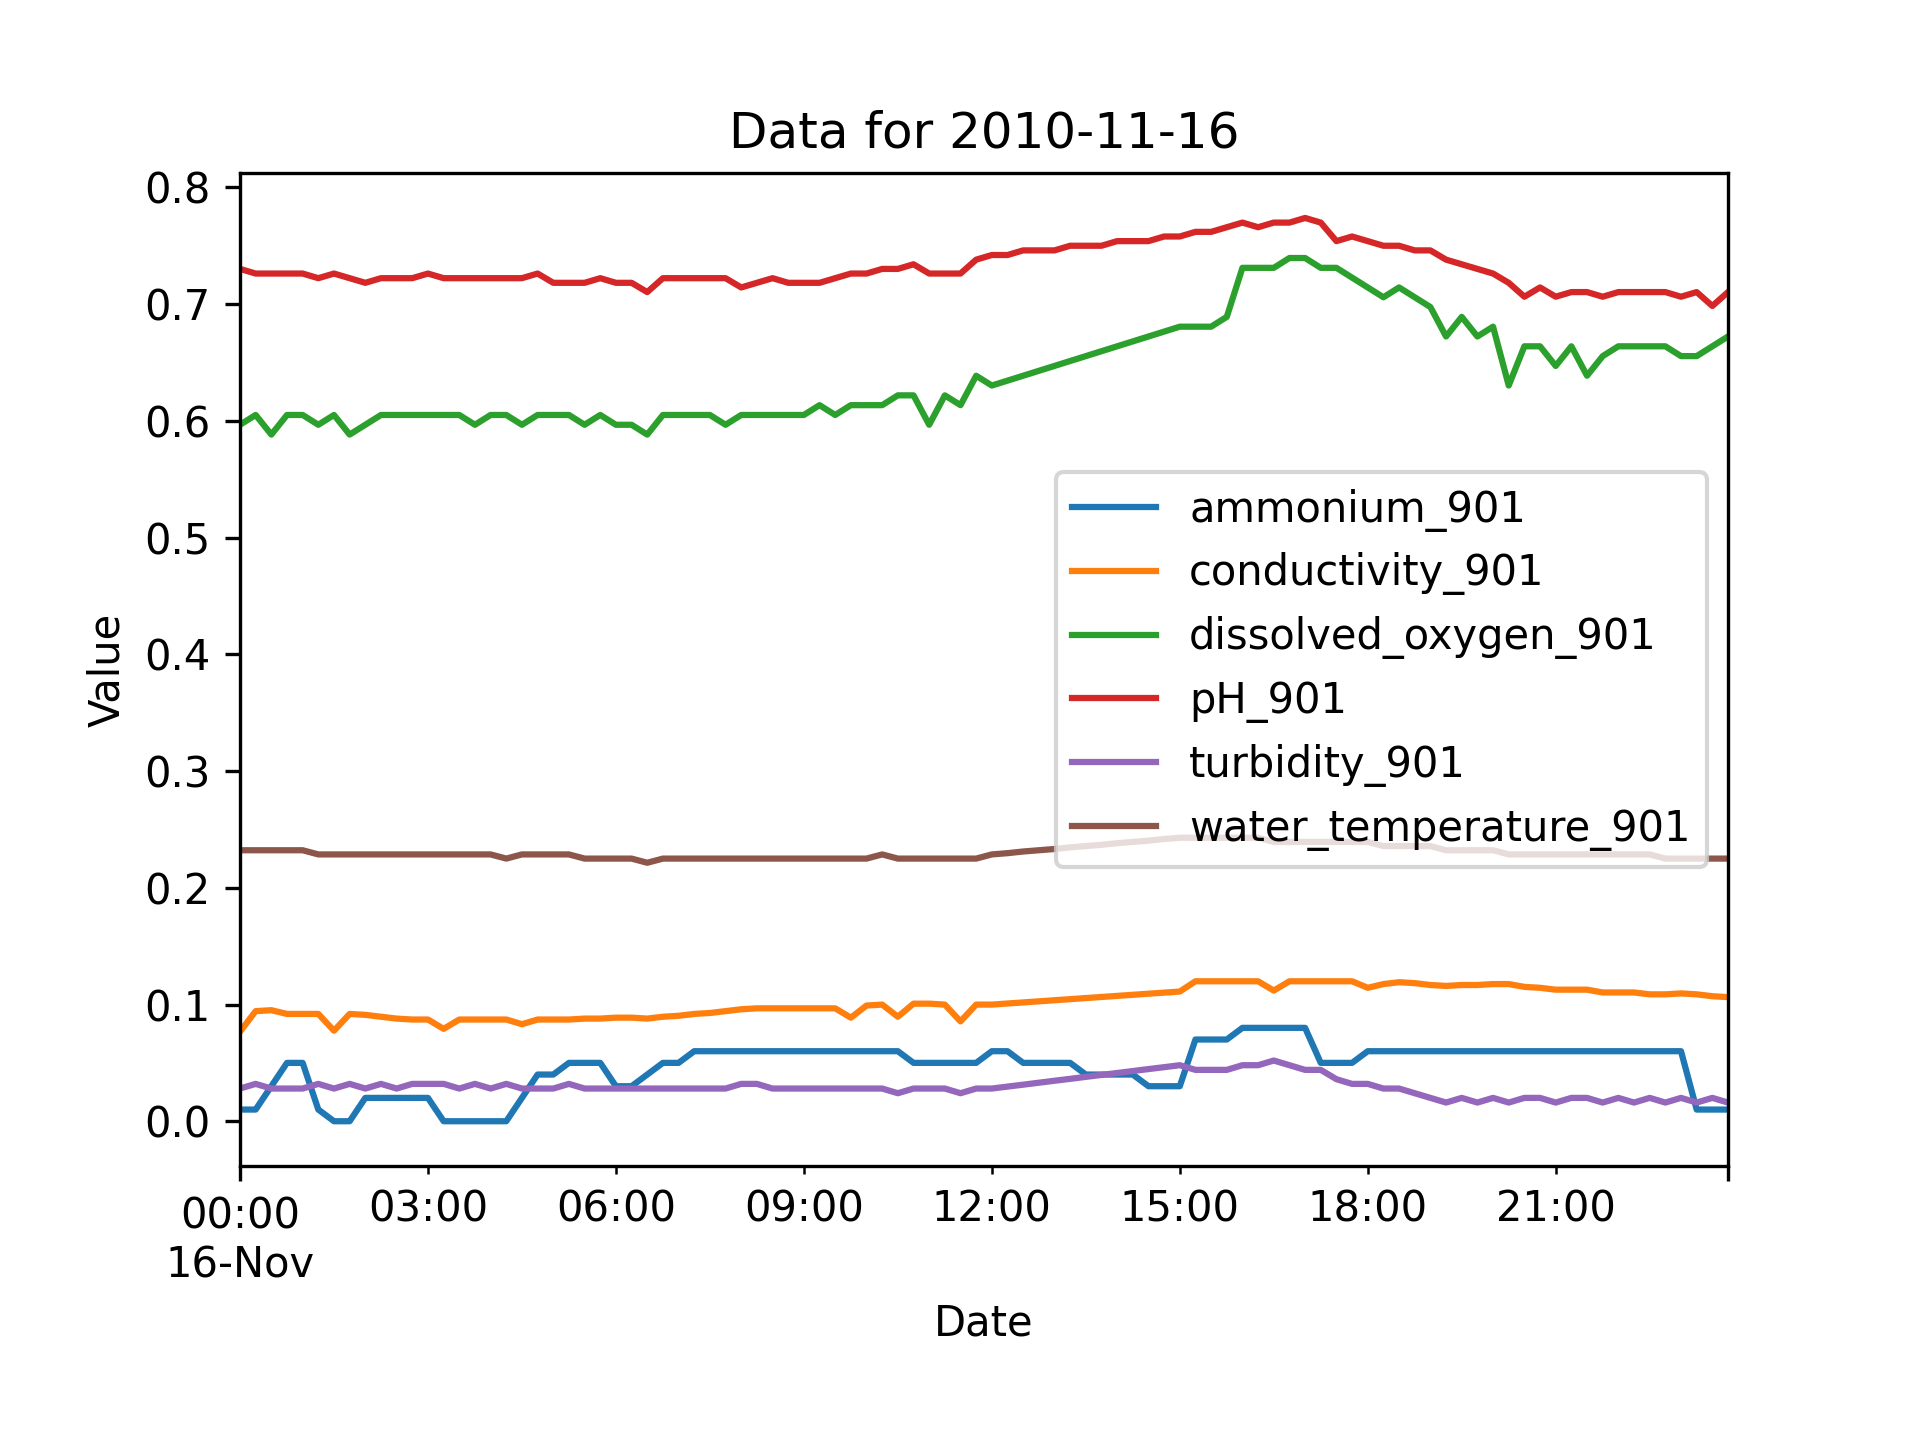 Data for 2010-11-16
0.8
0.7
0.6
0.5
0.4
0.3
0.2
0.1
0.0
Value
ammonium_901
conductivity_901
dissolved_oxygen_901
pH_901
turbidity_901
water_temperature_901
00:00 03:00 06:00 09:00 12:00 15:00 18:00 21:00
16-Nov
Date